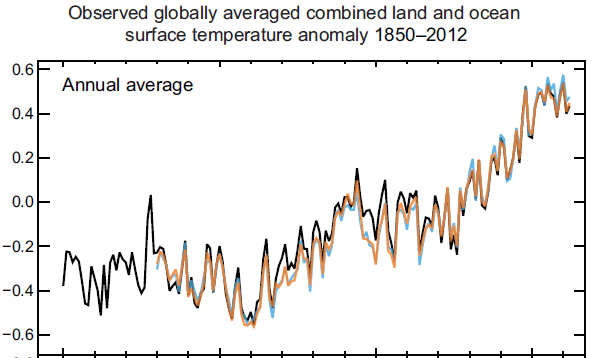 Observed globally averaged combined land and ocean
surface temperature anomaly 1850–2012
Annual average
0.6
0.4
0.2
0.0
−0.2
−0.4
−0.6